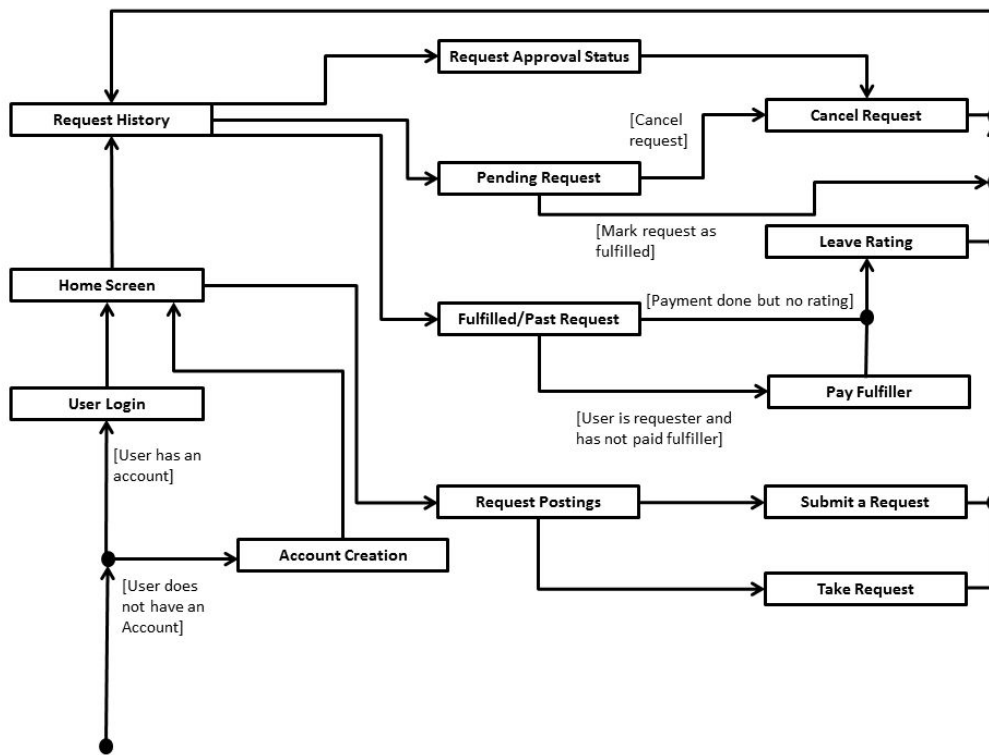 Request Approval Status
Request History
[Cancel
request]
Cancel Request
Pending Request
[Mark request as
fulfilled]
Leave Rating
Home Screen
[Payment done but no rating]
Fulfilled/Past Request
User Login
Pay Fulfiller
[User is requester and
has not paid fulfiller]
[User has an
account]
Request Postings
Submit a Request
Account Creation
[User does
not have an
Account]
Take Request